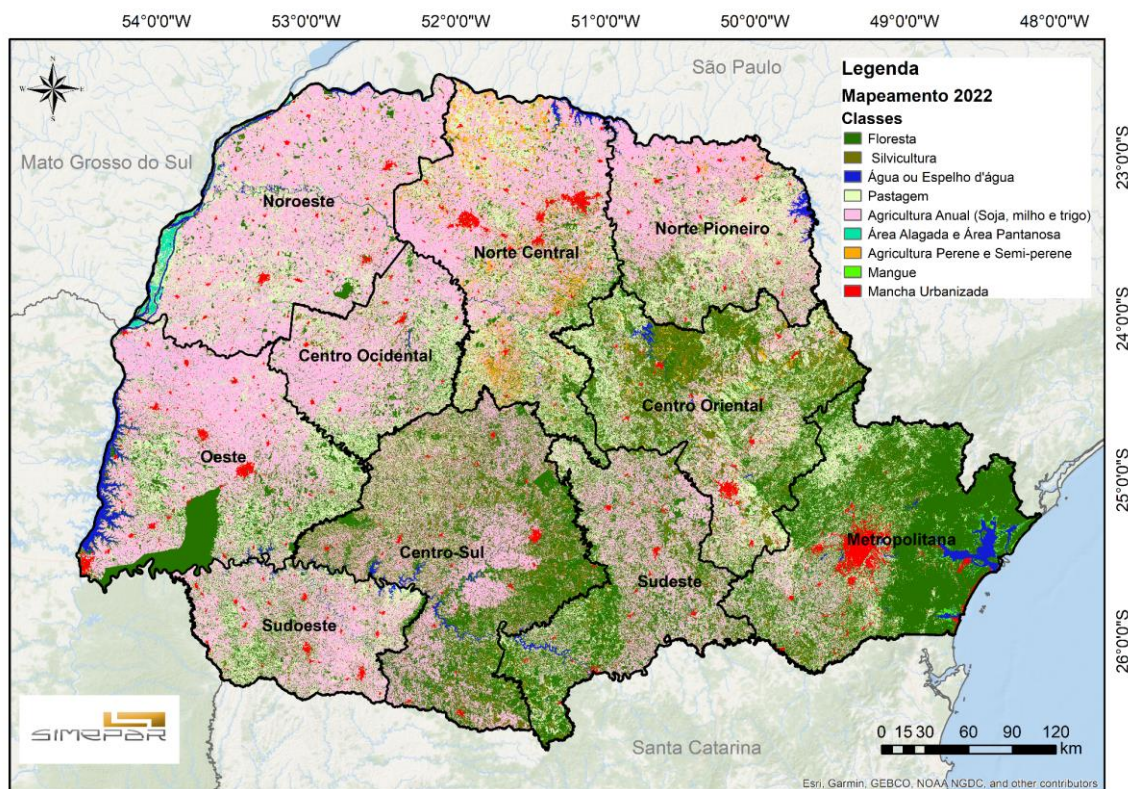 54°0'0"W 53°0'0"W 52°0'0"W 51°0'0"W 50°0'0"W 49°0'0"W 48°0'0"W
N
W E
S
São Paulo
Mato Grosso do Sul
Legenda
Mapeamento 2022
Classes
Floresta
Silvicultura
Água ou Espelho d'água
Pastagem
Agricultura Anual (Soja, milho e trigo)
Área Alagada e Área Pantanosa
Agricultura Perene e Semi-perene
Mangue
Mancha Urbanizada
23°0'0"S
24°0'0"S
25°0'0"S
26°0'0"S
Noroeste
Norte Central
Norte Pioneiro
Centro Ocidental
Centro Oriental
Oeste
Centro-Sul
Metropolitana
Sudeste
Sudoeste
SIMEPAR
Santa Catarina
0 15 30 60 90 120
km
Esri, Garmin, GEBCO, NOAA NGDC, and other contributors